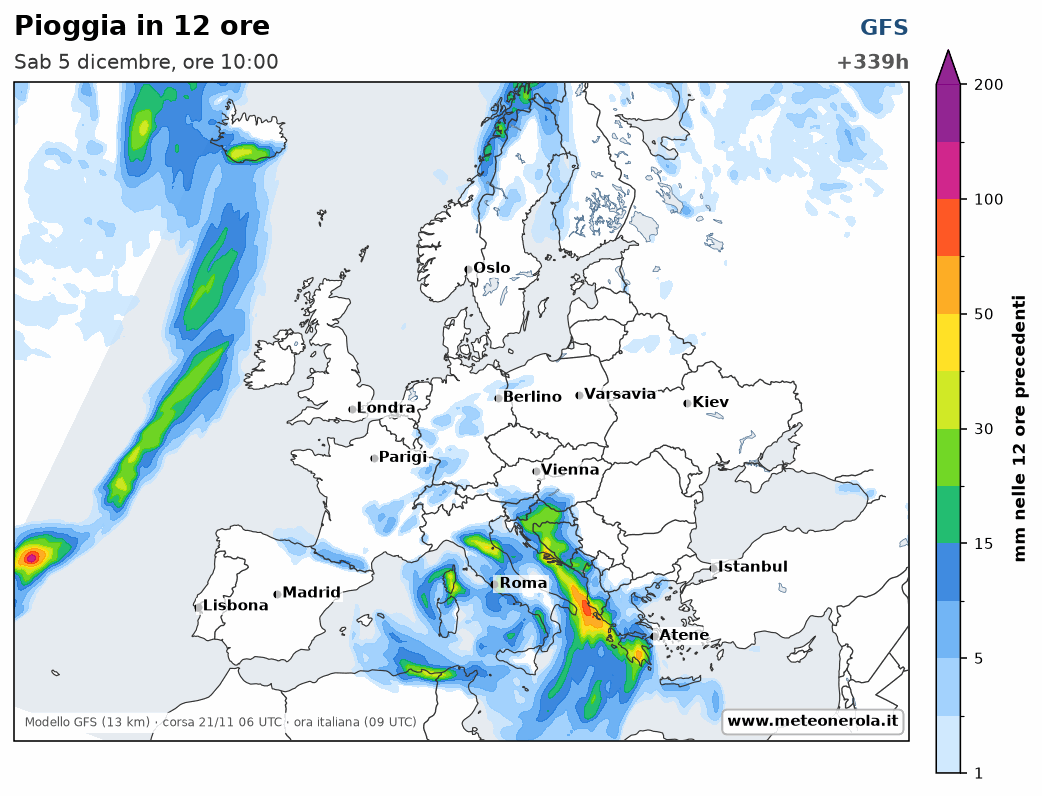 Pioggia in 12 ore
GFS
Sab 5 dicembre, ore 10:00
+339h
200
100
50
30
15
5
1
mm nelle 12 ore precedenti
Oslo
Londra
Berlino
Varsavia
Kiev
Parigi
Vienna
Madrid
Lisbona
Roma
Istanbul
Atene
Modello GFS (13 km) · corsa 21/11 06 UTC · ora italiana (09 UTC)
www.meteonerola.it